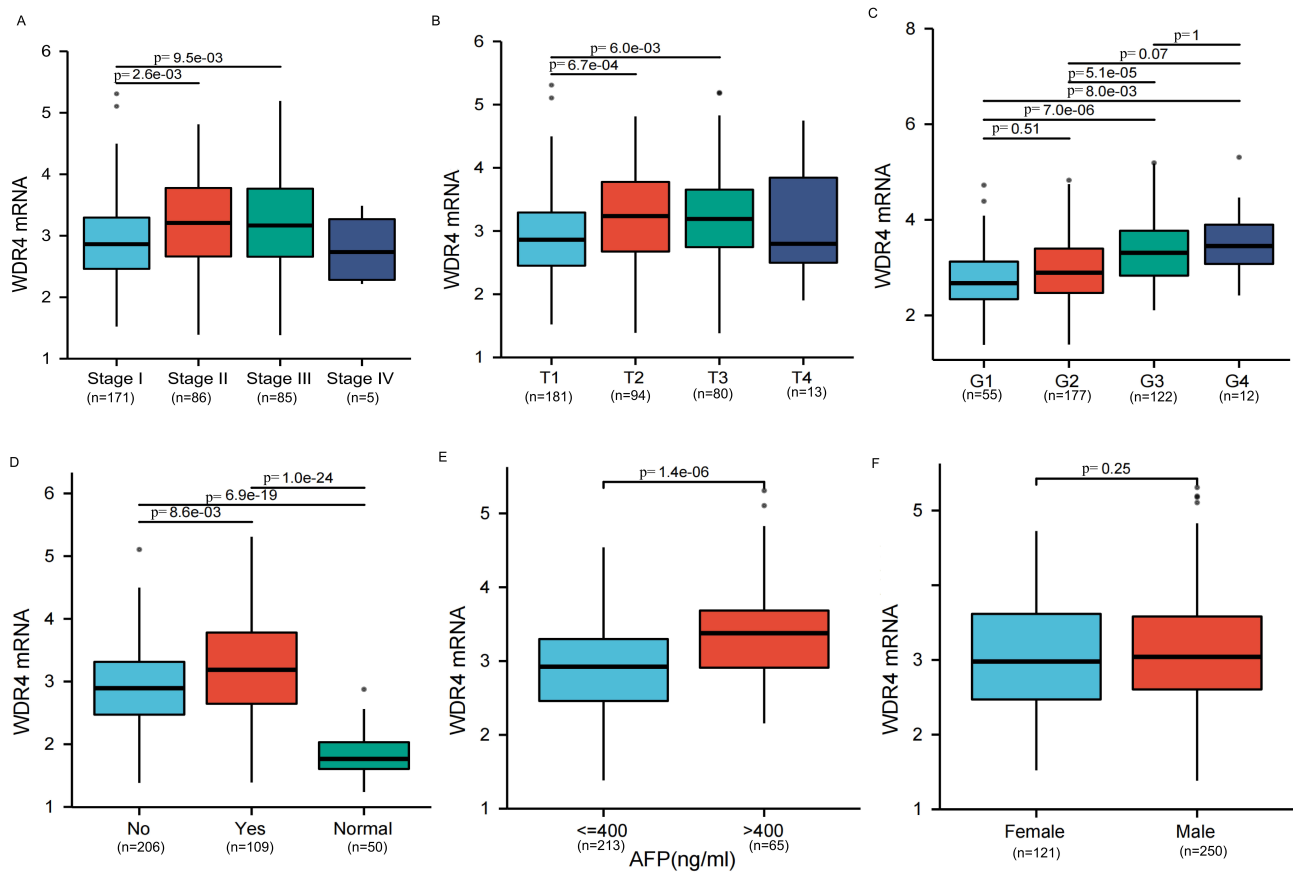 A
WDR4 mRNA
6
5
4
3
2
1
p= 9.5e-03
p= 2.6e-03
Stage I Stage II Stage III Stage IV
(n=171) (n=86) (n=85) (n=5)
B
WDR4 mRNA
6
5
4
3
2
1
p= 6.0e-03
p= 6.7e-04
T1 T2 T3 T4
(n=181) (n=94) (n=80) (n=13)
C
WDR4 mRNA
8
6
4
2
p= 1
p= 0.07
p= 5.1e-05
p= 8.0e-03
p= 7.0e-06
p= 0.51
G1 G2 G3 G4
(n=55) (n=177) (n=122) (n=12)
D
WDR4 mRNA
6
5
4
3
2
1
p= 1.0e-24
p= 6.9e-19
p= 8.6e-03
No Yes Normal
(n=206) (n=109) (n=50)
E
WDR4 mRNA
5
4
3
2
1
p= 1.4e-06
<=400 >400
(n=213) (n=65)
AFP(ng/ml)
F
WDR4 mRNA
5
3
2
1
p= 0.25
Female Male
(n=121) (n=250)